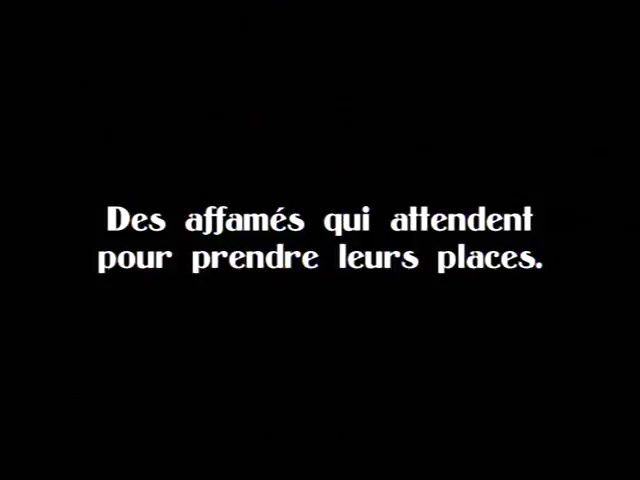 Des affamés qui attendent
pour prendre leurs places.